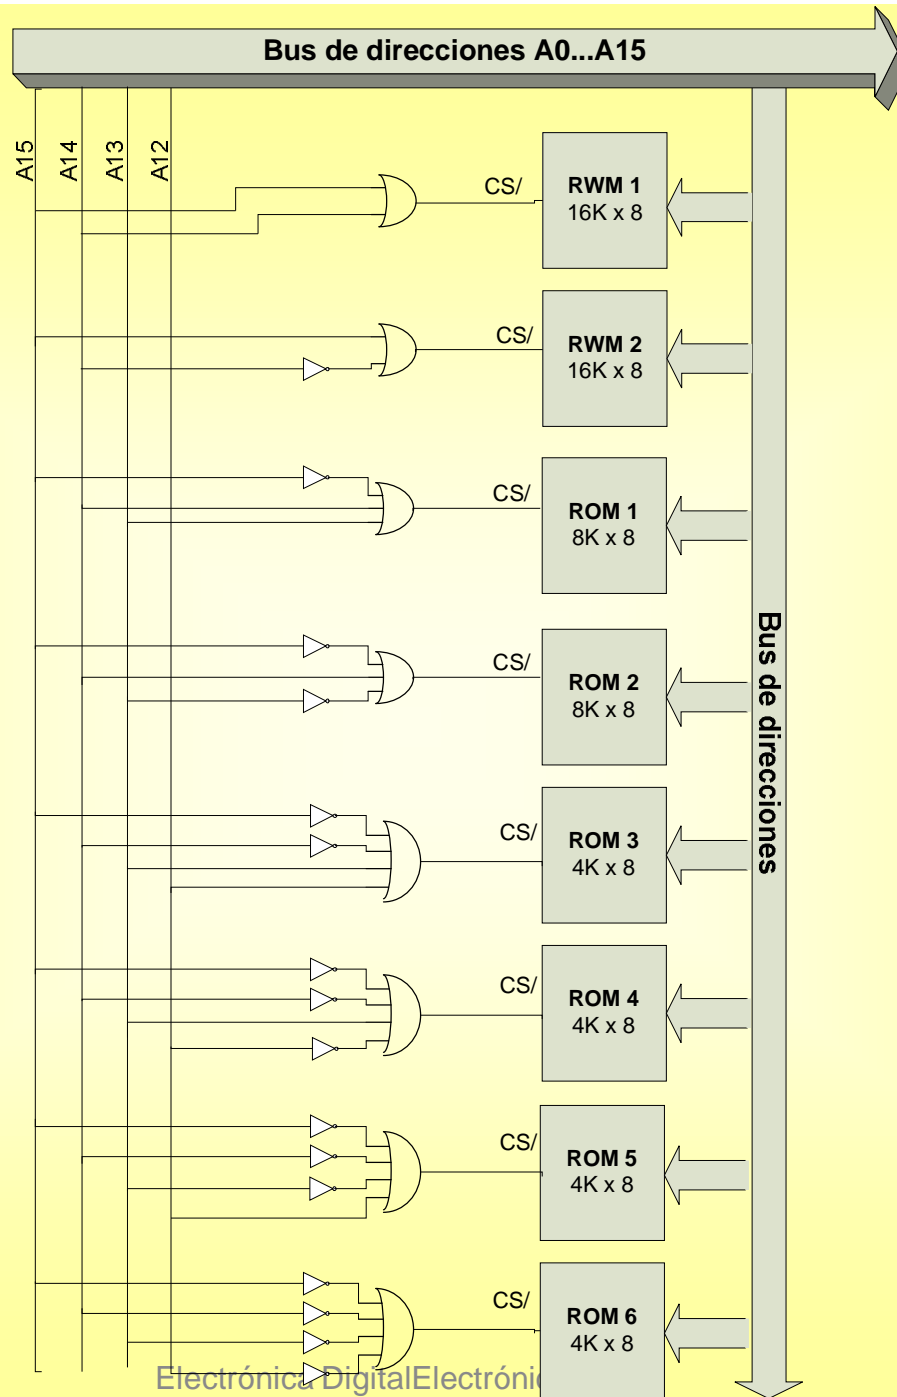 Bus de direcciones A0...A15
A15
A14
A13
A12
CS/
RWM 1
16K x 8
CS/
RWM 2
16K x 8
CS/
ROM 1
8K x 8
Bus de direcciones
CS/
ROM 2
8K x 8
CS/
ROM 3
4K x 8
CS/
ROM 4
4K x 8
CS/
ROM 5
4K x 8
CS/
ROM 6
4K x 8
Electrónica DigitalElectrónic